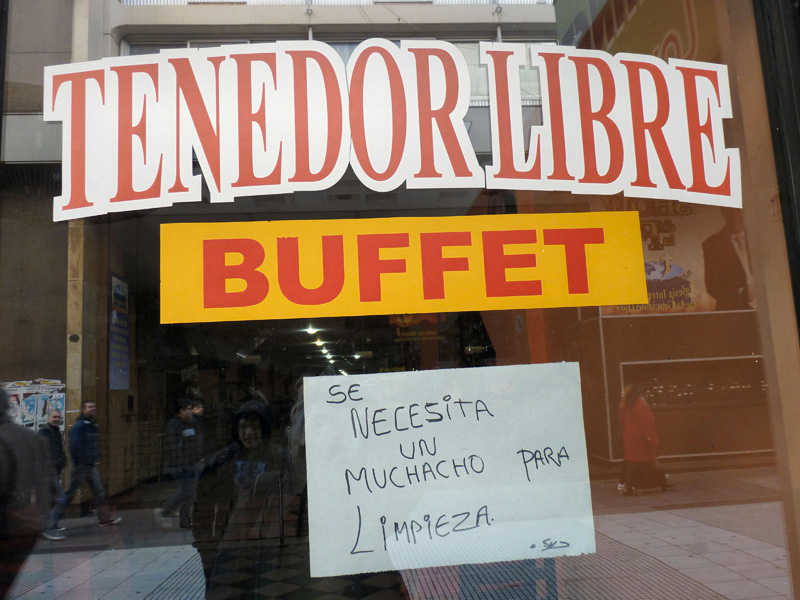 TENEDOR LIBRE
BUFFET
SE
NECESiTA
UN
MUCHACHO PARA
LiMPiEZA.